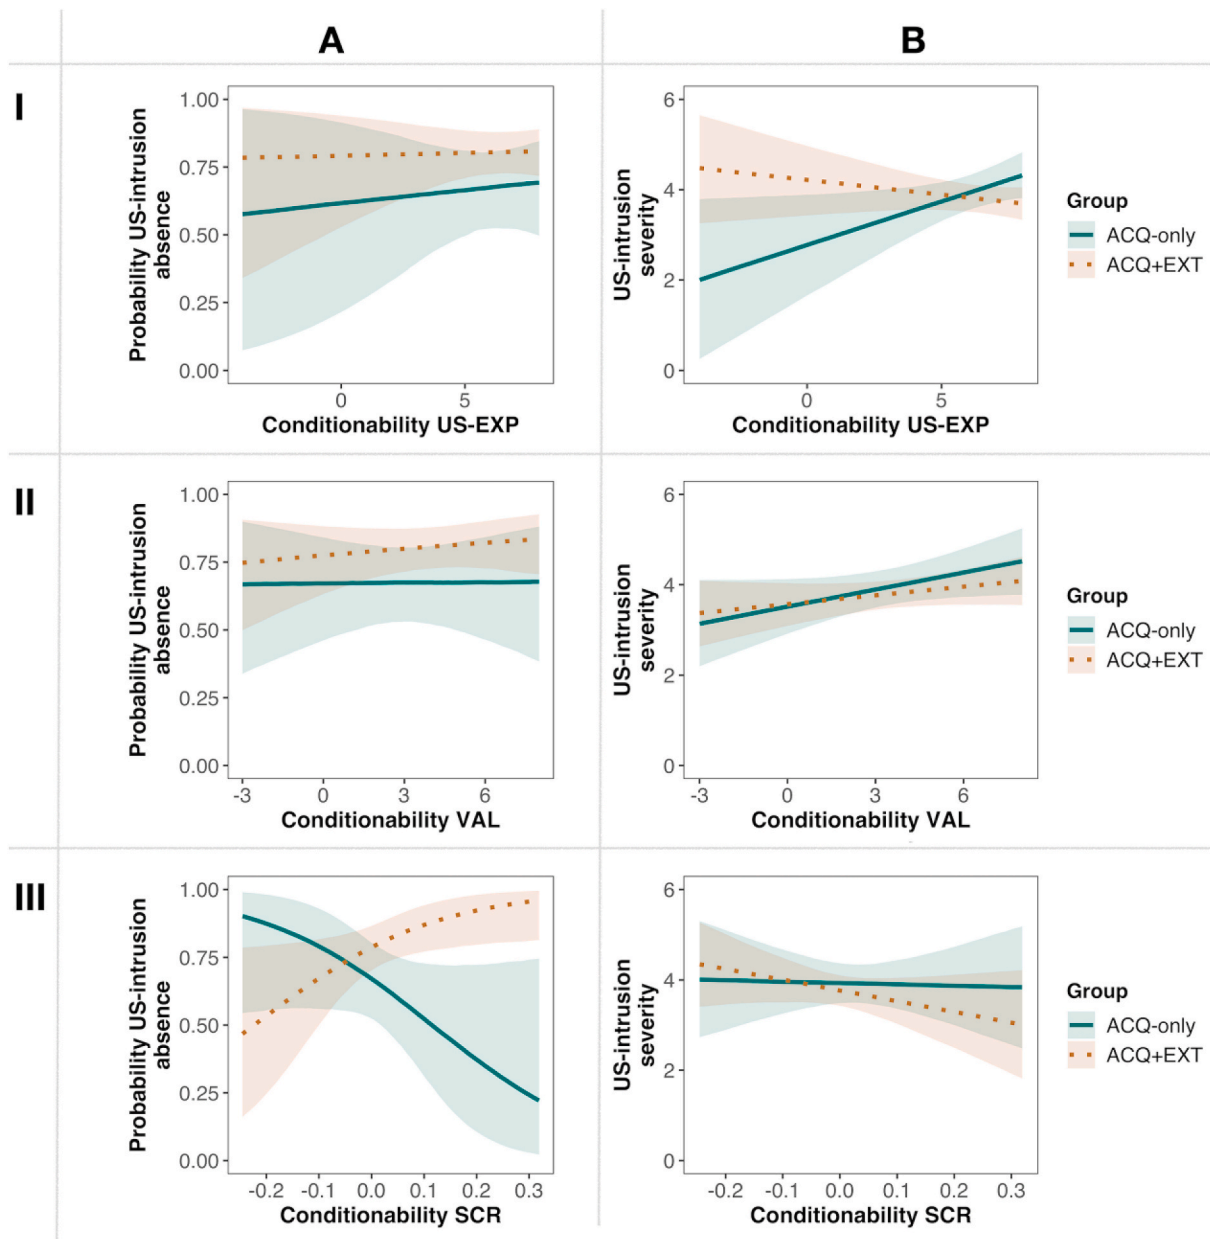 A
B
I
Probability US-intrusion
absence
1.00
0.75
0.50
0.25
0.00
0
5
Conditionability US-EXP
US-intrusion
severity
6
4
2
0
0
5
Conditionability US-EXP
Group
ACQ-only
ACQ+EXT
II
Probability US-intrusion
absence
1.00
0.75
0.50
0.25
0.00
-3
0
3
6
Conditionability VAL
US-intrusion
severity
6
4
2
0
-3
0
3
6
Conditionability VAL
Group
ACQ-only
ACQ+EXT
III
Probability US-intrusion
absence
1.00
0.75
0.50
0.25
0.00
-0.2
-0.1
0.0
0.1
0.2
0.3
Conditionability SCR
US-intrusion
severity
6
4
2
0
-0.2
-0.1
0.0
0.1
0.2
0.3
Conditionability SCR
Group
ACQ-only
ACQ+EXT